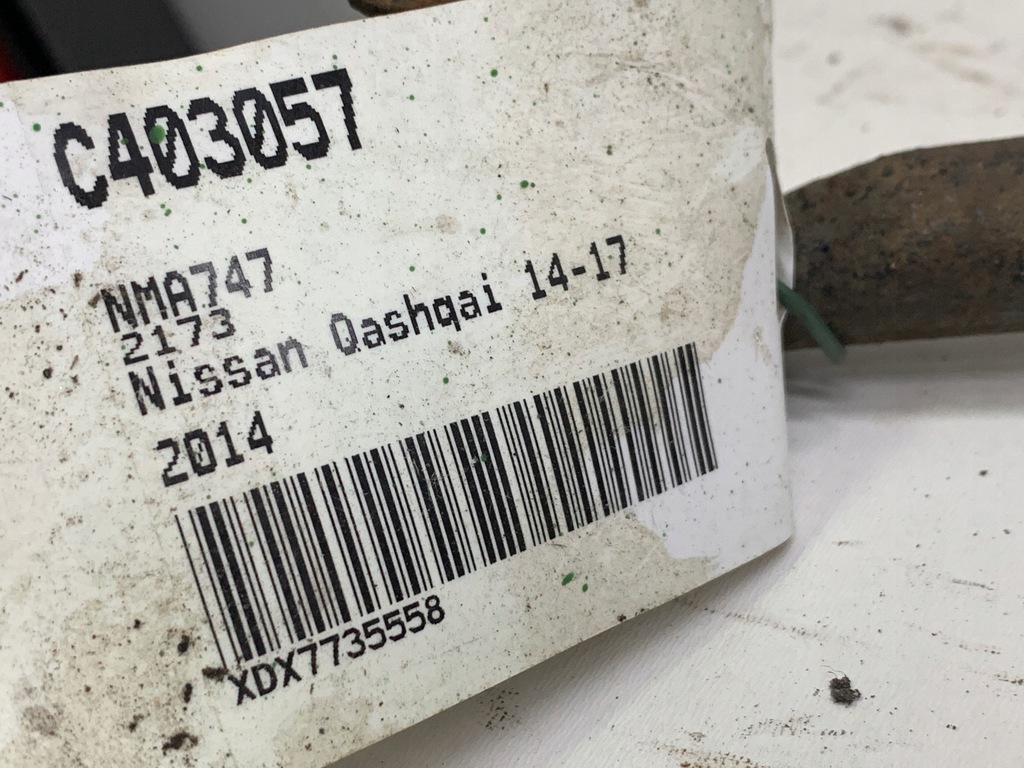 C403057
NMA747
2173
Nissan Qashqai 14-17
2014
XDX7735558